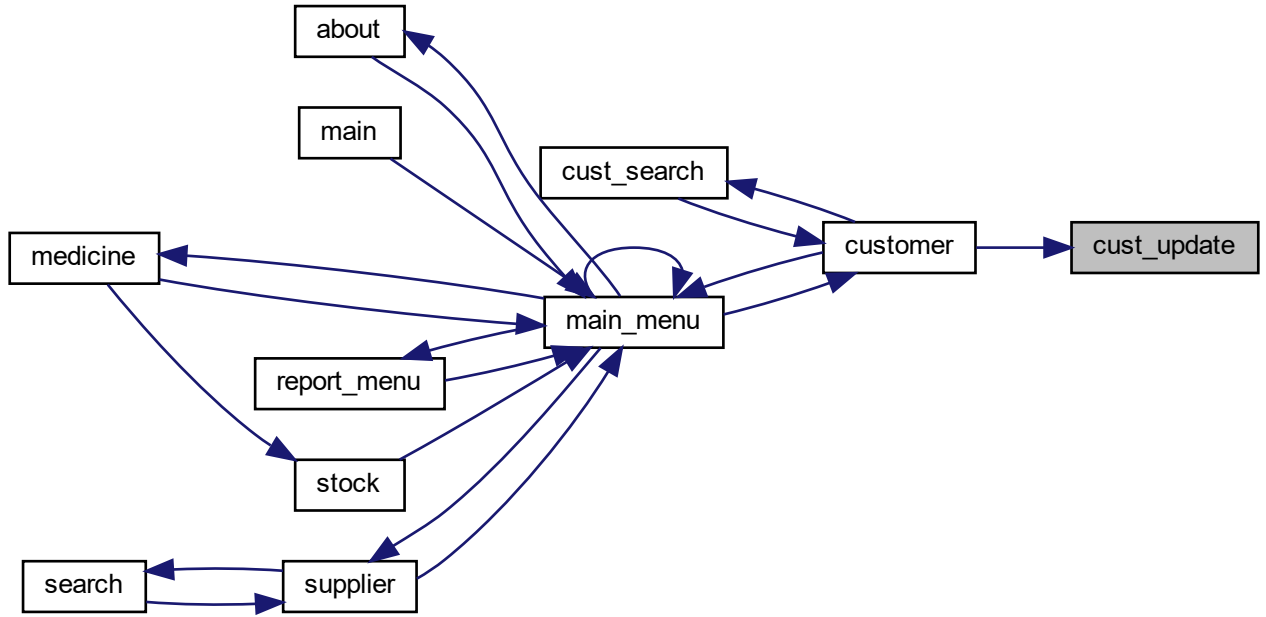 about
main
cust_search
customer
cust_update
medicine
main_menu
report_menu
stock
search
supplier